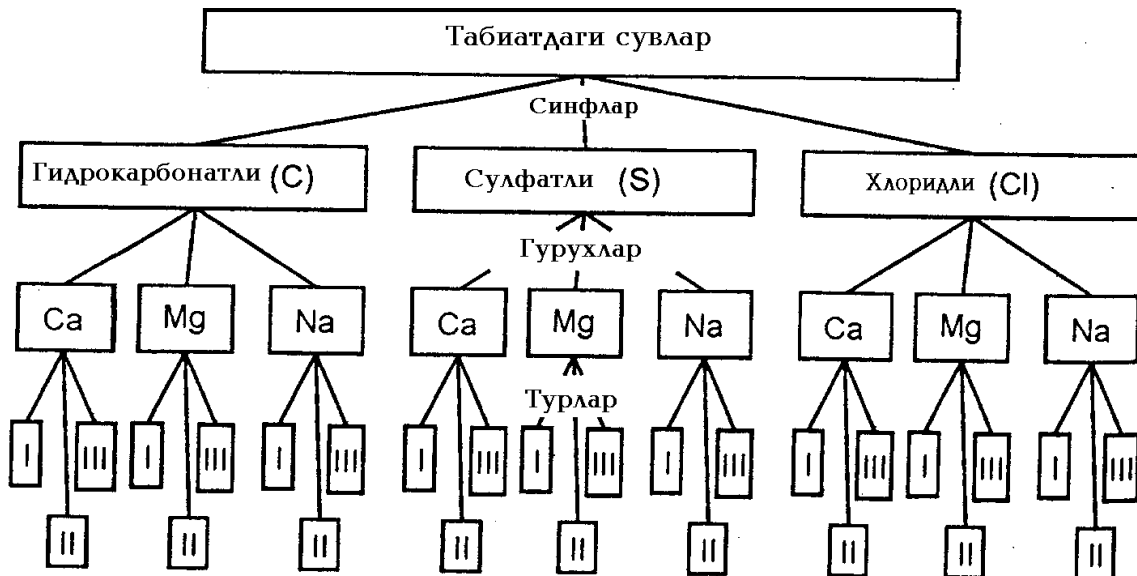 Табиатдаги сувлар
Синфлар
Гидрокарбонатли (C)
Сулфатли (S)
Хлоридли (Cl)
Гурухлар
Ca Mg Na Ca Mg Na Ca Mg Na
Турлар
I III I III I III I III I III I III I III I III I III
II II II II II II II II II